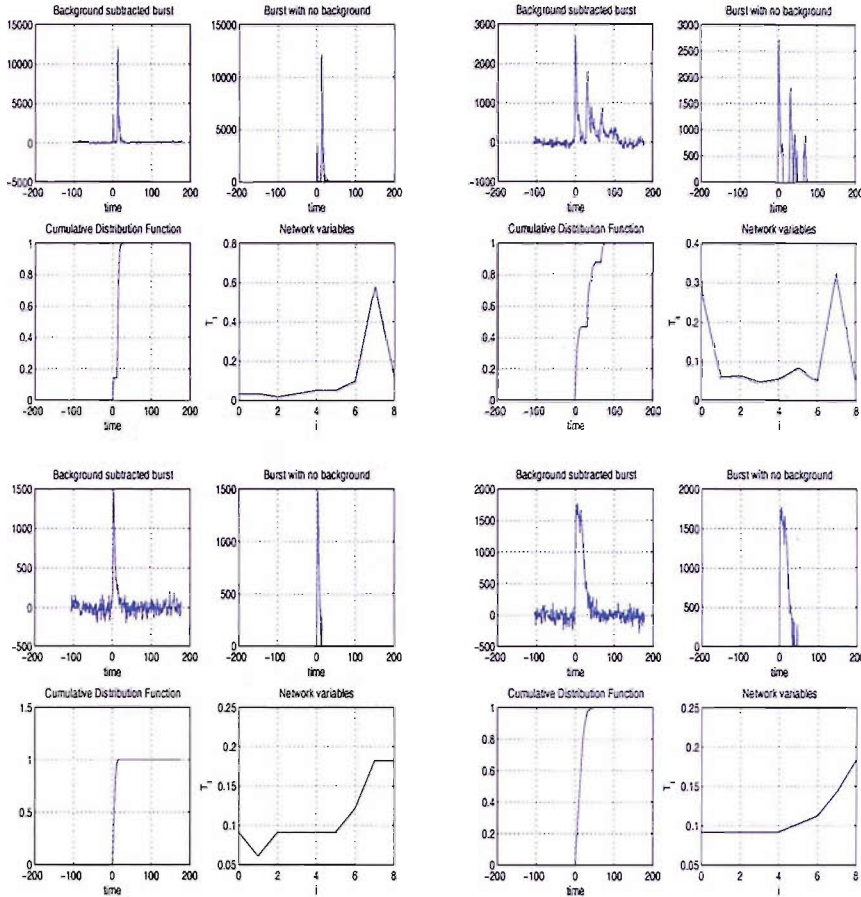 Background subtracted burst
15000
10000
5000
0
-5000
-200 -100 0 100 200
time
Burst with no background
15000
10000
5000
0
-200 -100 0 100 200
time
Background subtracted burst
3000
2000
1000
0
-1000
-200 -100 0 100 200
time
Burst with no background
3000
2500
2000
1500
1000
500
0
-200 -100 0 100 200
time
Cumulative Distribution Function
1
0.8
0.6
0.4
0.2
0
-200 -100 0 100 200
time
Network variables
0.8
0.6
0.4
0.2
0
T_i
0 2 4 6 8
i
Cumulative Distribution Function
1
0.8
0.6
0.4
0.2
0
-200 -100 0 100 200
time
Network variables
0.4
0.3
0.2
0.1
0
T_i
0 2 4 6 8
i
Background subtracted burst
1500
1000
500
0
-500
-200 -100 0 100 200
time
Burst with no background
1500
1000
500
0
-200 -100 0 100 200
time
Background subtracted burst
2000
1500
1000
500
0
-500
-200 -100 0 100 200
time
Burst with no background
2000
1500
1000
500
0
-200 -100 0 100 200
time
Cumulative Distribution Function
1.5
1
0.5
0
-200 -100 0 100 200
time
Network variables
0.25
0.2
0.15
0.1
0.05
T_i
0 2 4 6 8
i
Cumulative Distribution Function
1
0.8
0.6
0.4
0.2
0
-200 -100 0 100 200
time
Network variables
0.25
0.2
0.15
0.1
0.05
T_i
0 2 4 6 8
i